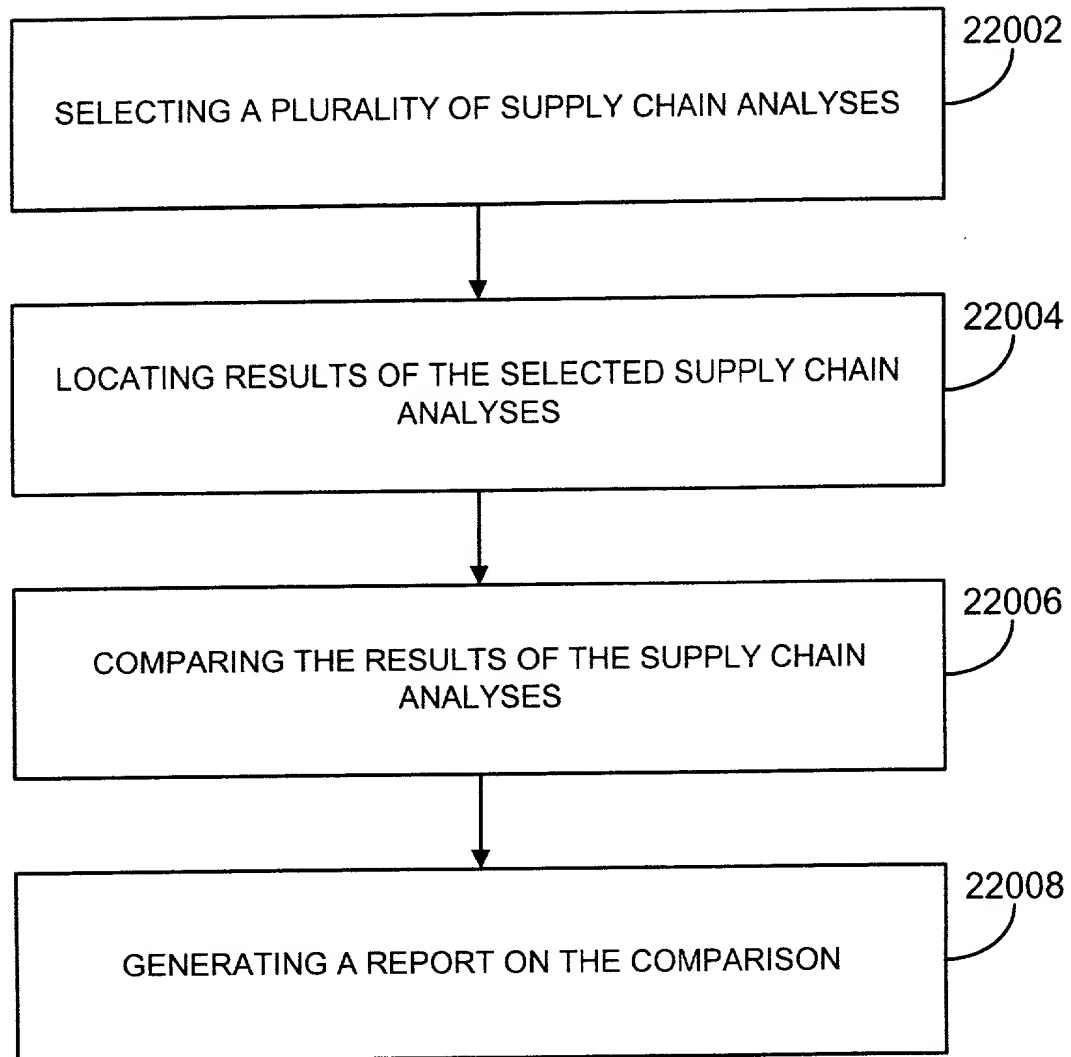 22002
SELECTING A PLURALITY OF SUPPLY CHAIN ANALYSES
22004
LOCATING RESULTS OF THE SELECTED SUPPLY CHAIN
ANALYSES
22006
COMPARING THE RESULTS OF THE SUPPLY CHAIN
ANALYSES
22008
GENERATING A REPORT ON THE COMPARISON